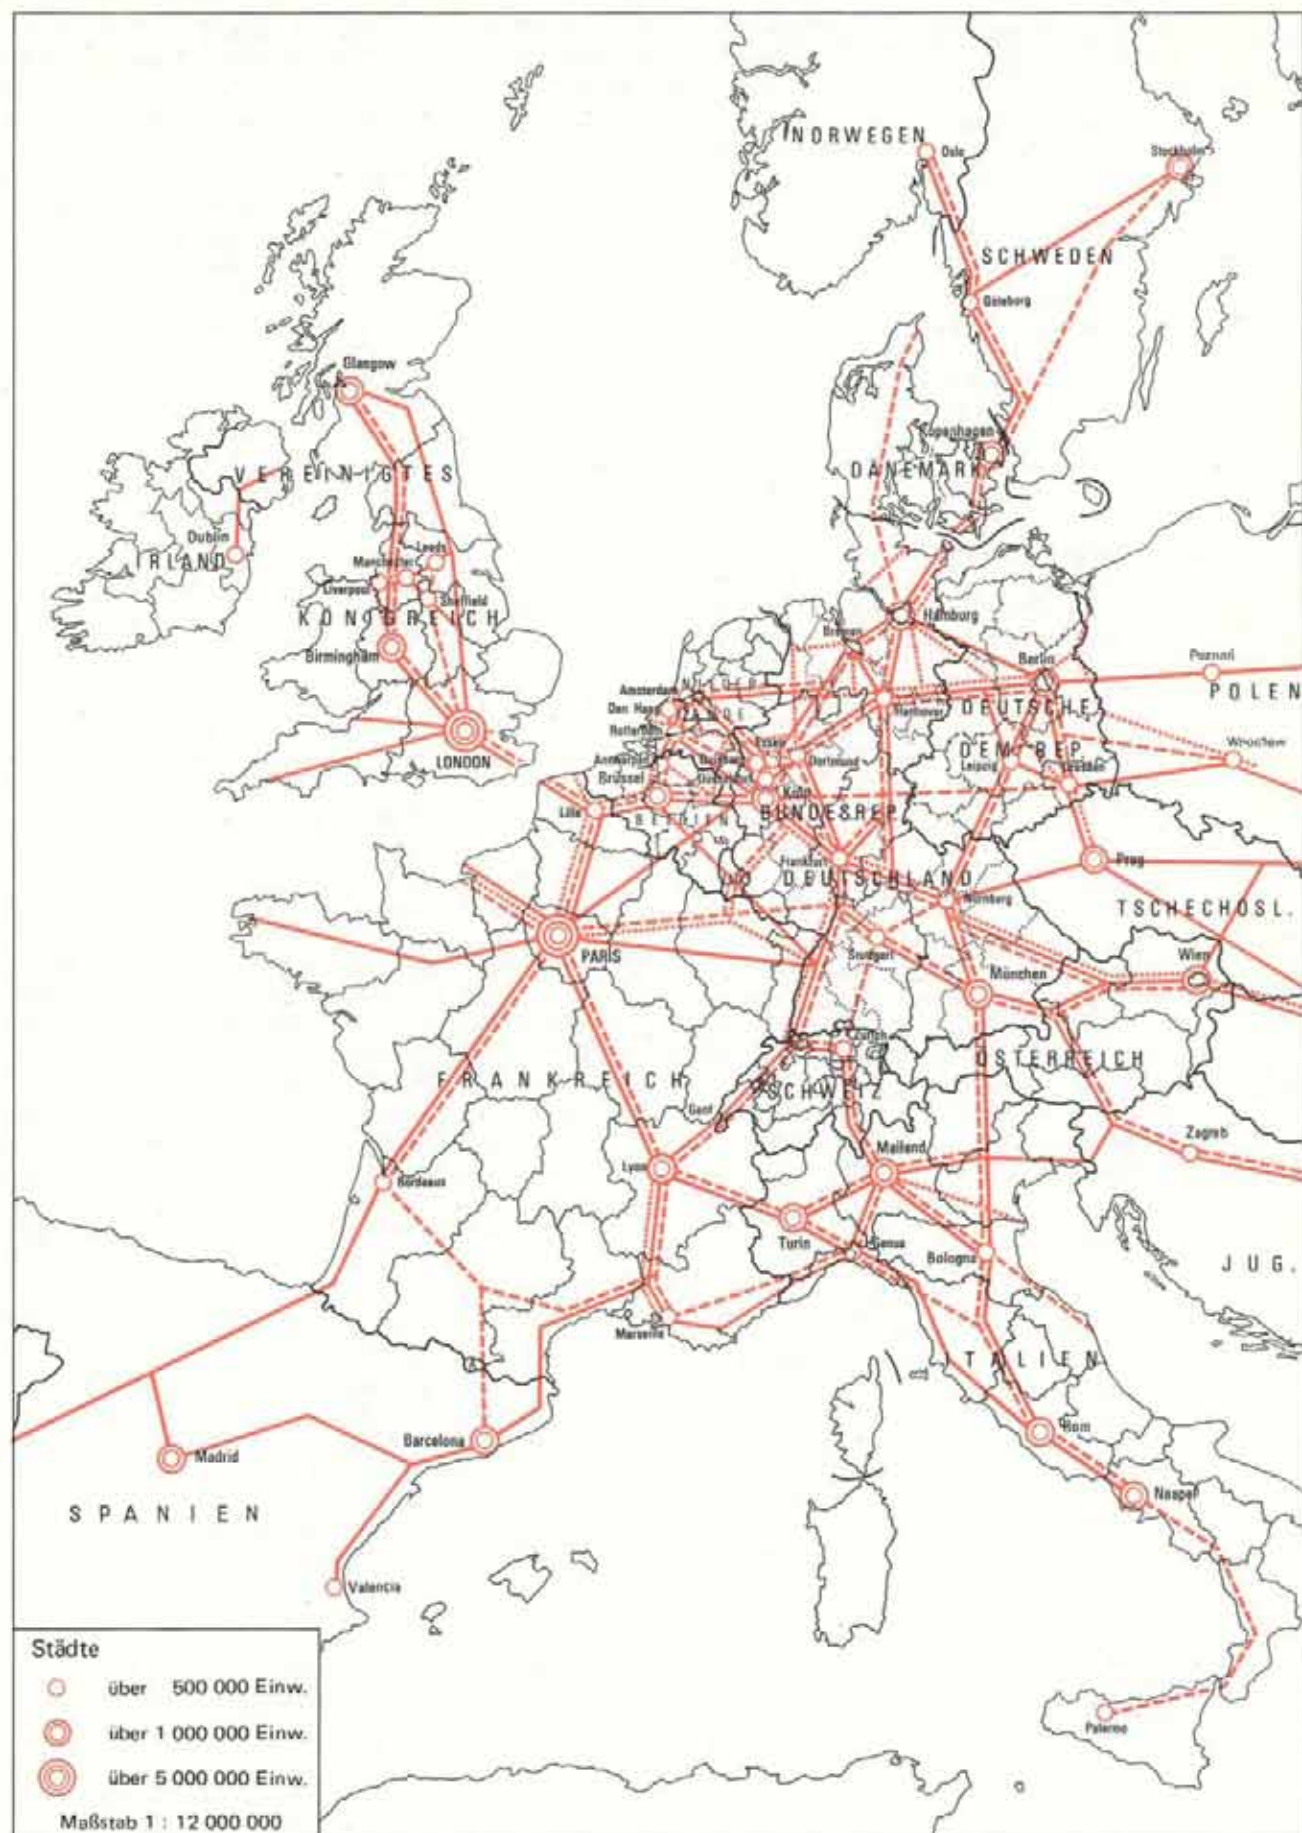 NORWEGEN
Oslo
Stockholm
SCHWEDEN
Göteborg
Glasgow
Kopenhagen
DÄNEMARK
VEREINIGTES
Dublin
IRLAND
Leeds
Manchester
Liverpool
Sheffield
KÖNIGREICH
Hamburg
Bremen
Birmingham
Berlin
Poznań
POLEN
Amsterdam
Den Haag
Hannover
DEUTSCHE
Rotterdam
Essen
DEM. REP.
Wrocław
LONDON
Antwerpen
Duisburg
Dortmund
Leipzig
Dresden
Brüssel
Düsseldorf
Köln
Lille
BELGIEN
BUNDESREP.
Frankfurt
Prag
DEUTSCHLAND
Nürnberg
TSCHECHOSL.
PARIS
Stuttgart
München
Wien
Zürich
ÖSTERREICH
FRANKREICH
SCHWEIZ
Genf
Zagreb
Mailand
Lyon
Bordeaux
Turin
Genua
Bologna
JUG.
Marseille
ITALIEN
Rom
Barcelona
Madrid
Neapel
SPANIEN
Valencia
Palermo
Städte
über 500 000 Einw.
über 1 000 000 Einw.
über 5 000 000 Einw.
Maßstab 1 : 12 000 000